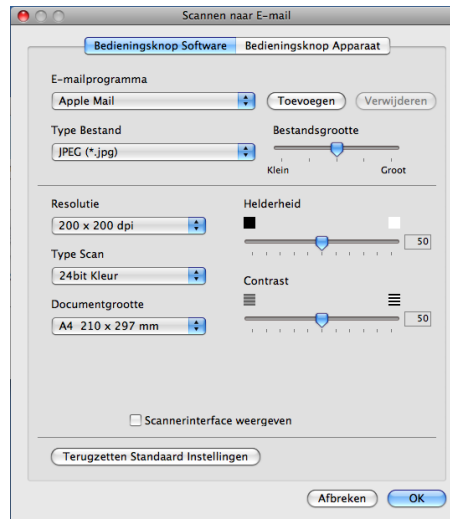 Scannen naar E-mail
Bedieningsknop Software Bedieningsknop Apparaat
E-mailprogramma
Apple Mail Toevoegen Verwijderen
Type Bestand Bestandsgrootte
JPEG (*.jpg)
Klein Groot
Resolutie Helderheid
200 x 200 dpi
50
Type Scan
24bit Kleur
Contrast
Documentgrootte
A4 210 x 297 mm 50
Scannerinterface weergeven
Terugzetten Standaard Instellingen
Afbreken OK